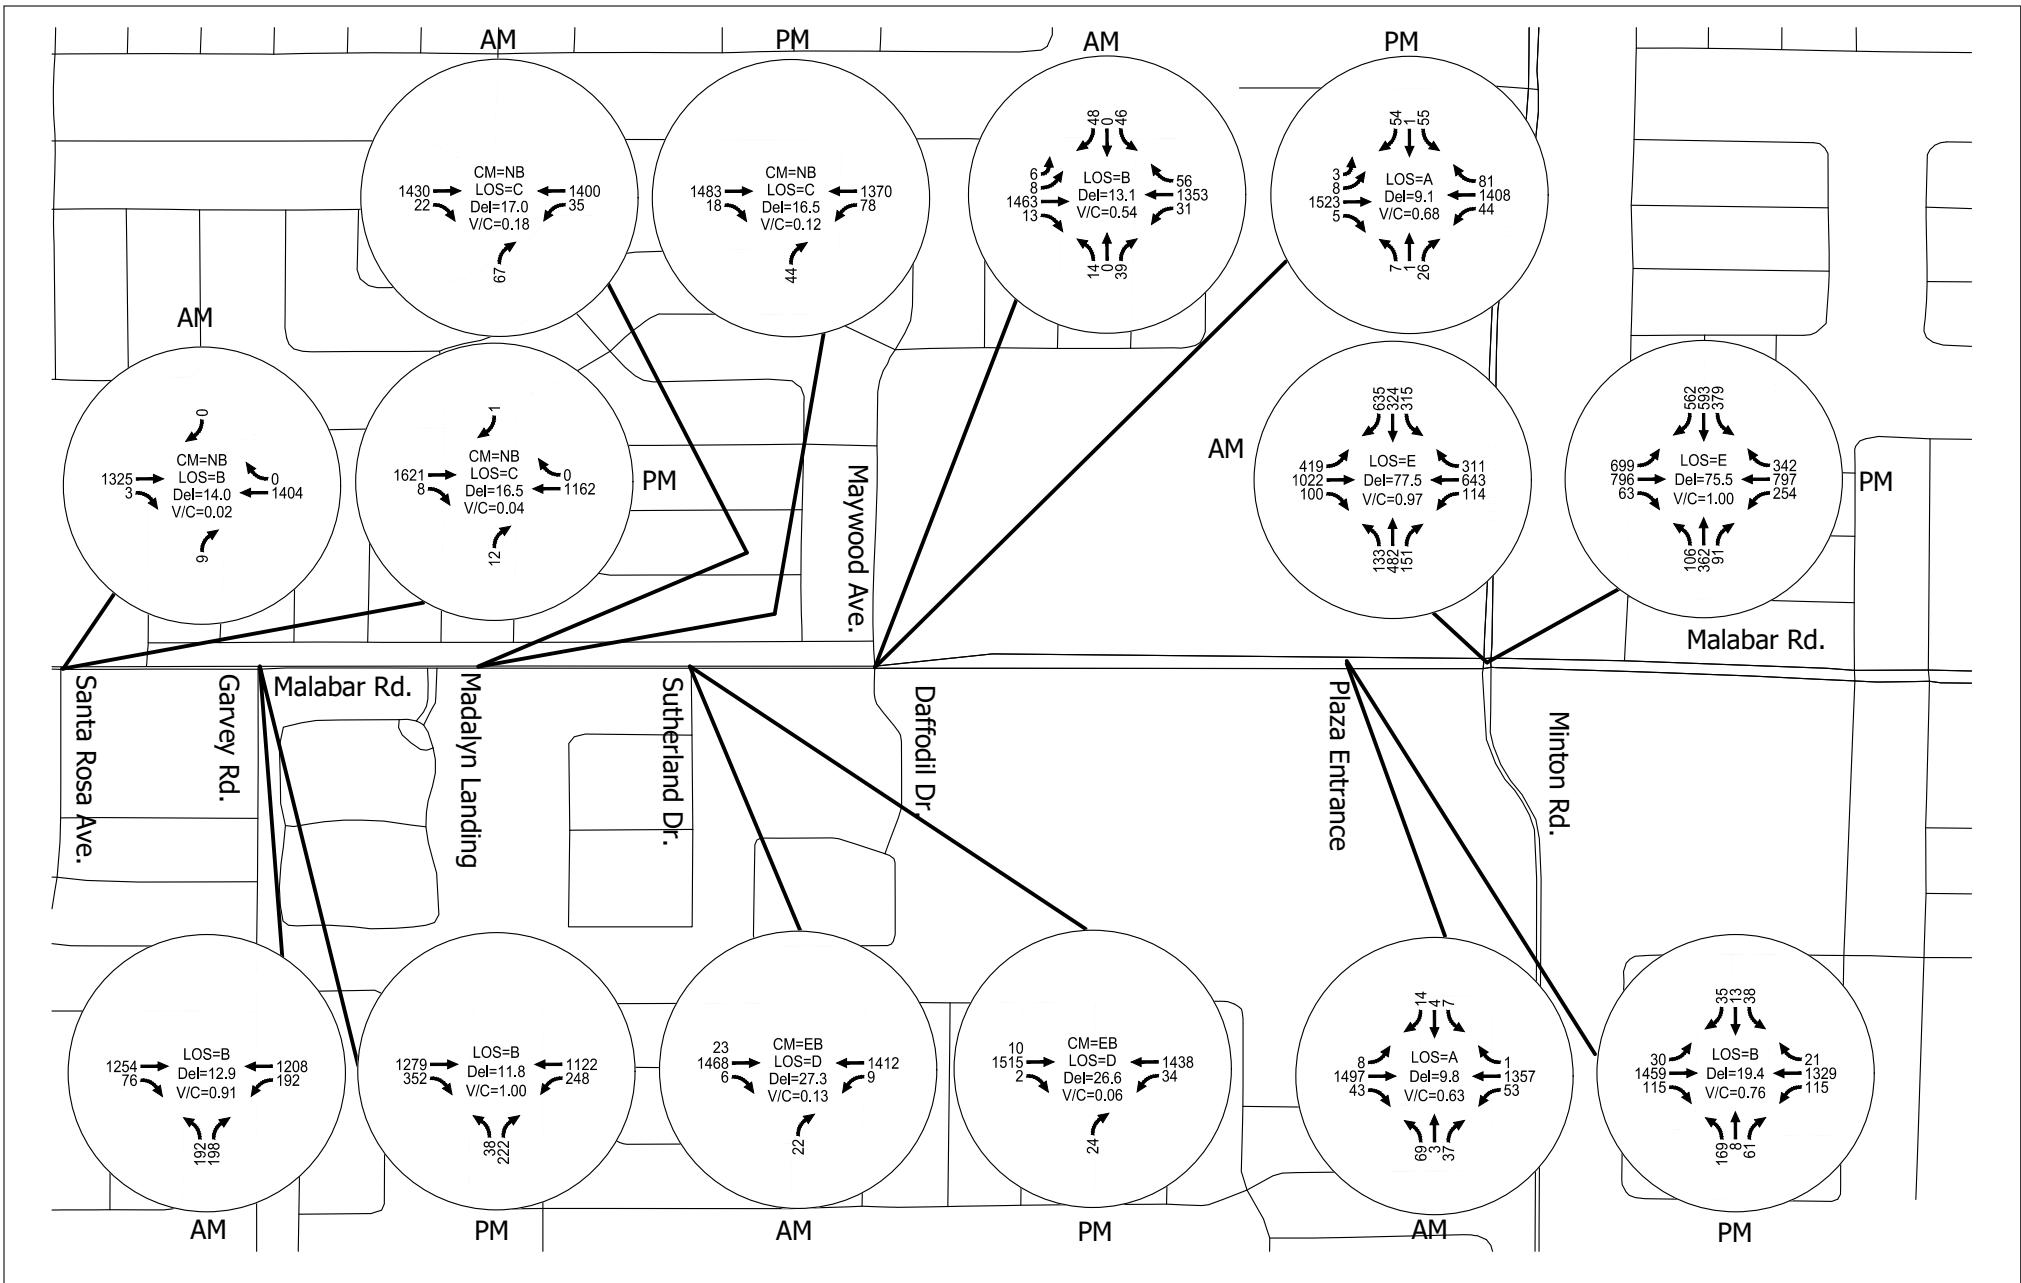 AM
PM
AM
PM
CM=NB
LOS=C
Del=17.0
V/C=0.18
1430
22
1400
35
67
CM=NB
LOS=C
Del=16.5
V/C=0.12
1483
18
1370
78
44
48
0
46
6
8
1463
13
LOS=B
Del=13.1
V/C=0.54
56
1353
31
14
0
39
54
1
55
3
8
1523
5
LOS=A
Del=9.1
V/C=0.68
81
1408
44
7
1
26
AM
0
1325
3
CM=NB
LOS=B
Del=14.0
V/C=0.02
0
1404
9
1
1621
8
CM=NB
LOS=C
Del=16.5
V/C=0.04
0
1162
12
PM
AM
635
324
315
419
1022
100
LOS=E
Del=77.5
V/C=0.97
311
643
114
133
482
151
562
593
379
699
796
63
LOS=E
Del=75.5
V/C=1.00
342
797
254
106
362
91
PM
Maywood Ave.
Malabar Rd.
Santa Rosa Ave.
Garvey Rd.
Malabar Rd.
Madalyn Landing
Sutherland Dr.
Daffodil Dr.
Plaza Entrance
Minton Rd.
1254
76
LOS=B
Del=12.9
V/C=0.91
1208
192
192
198
AM
1279
352
LOS=B
Del=11.8
V/C=1.00
1122
248
38
222
PM
23
1468
6
CM=EB
LOS=D
Del=27.3
V/C=0.13
1412
9
22
AM
10
1515
2
CM=EB
LOS=D
Del=26.6
V/C=0.06
1438
34
24
PM
14
4
7
8
1497
43
LOS=A
Del=9.8
V/C=0.63
1
1357
53
69
3
37
AM
35
13
38
30
1459
115
LOS=B
Del=19.4
V/C=0.76
21
1329
115
169
8
61
PM